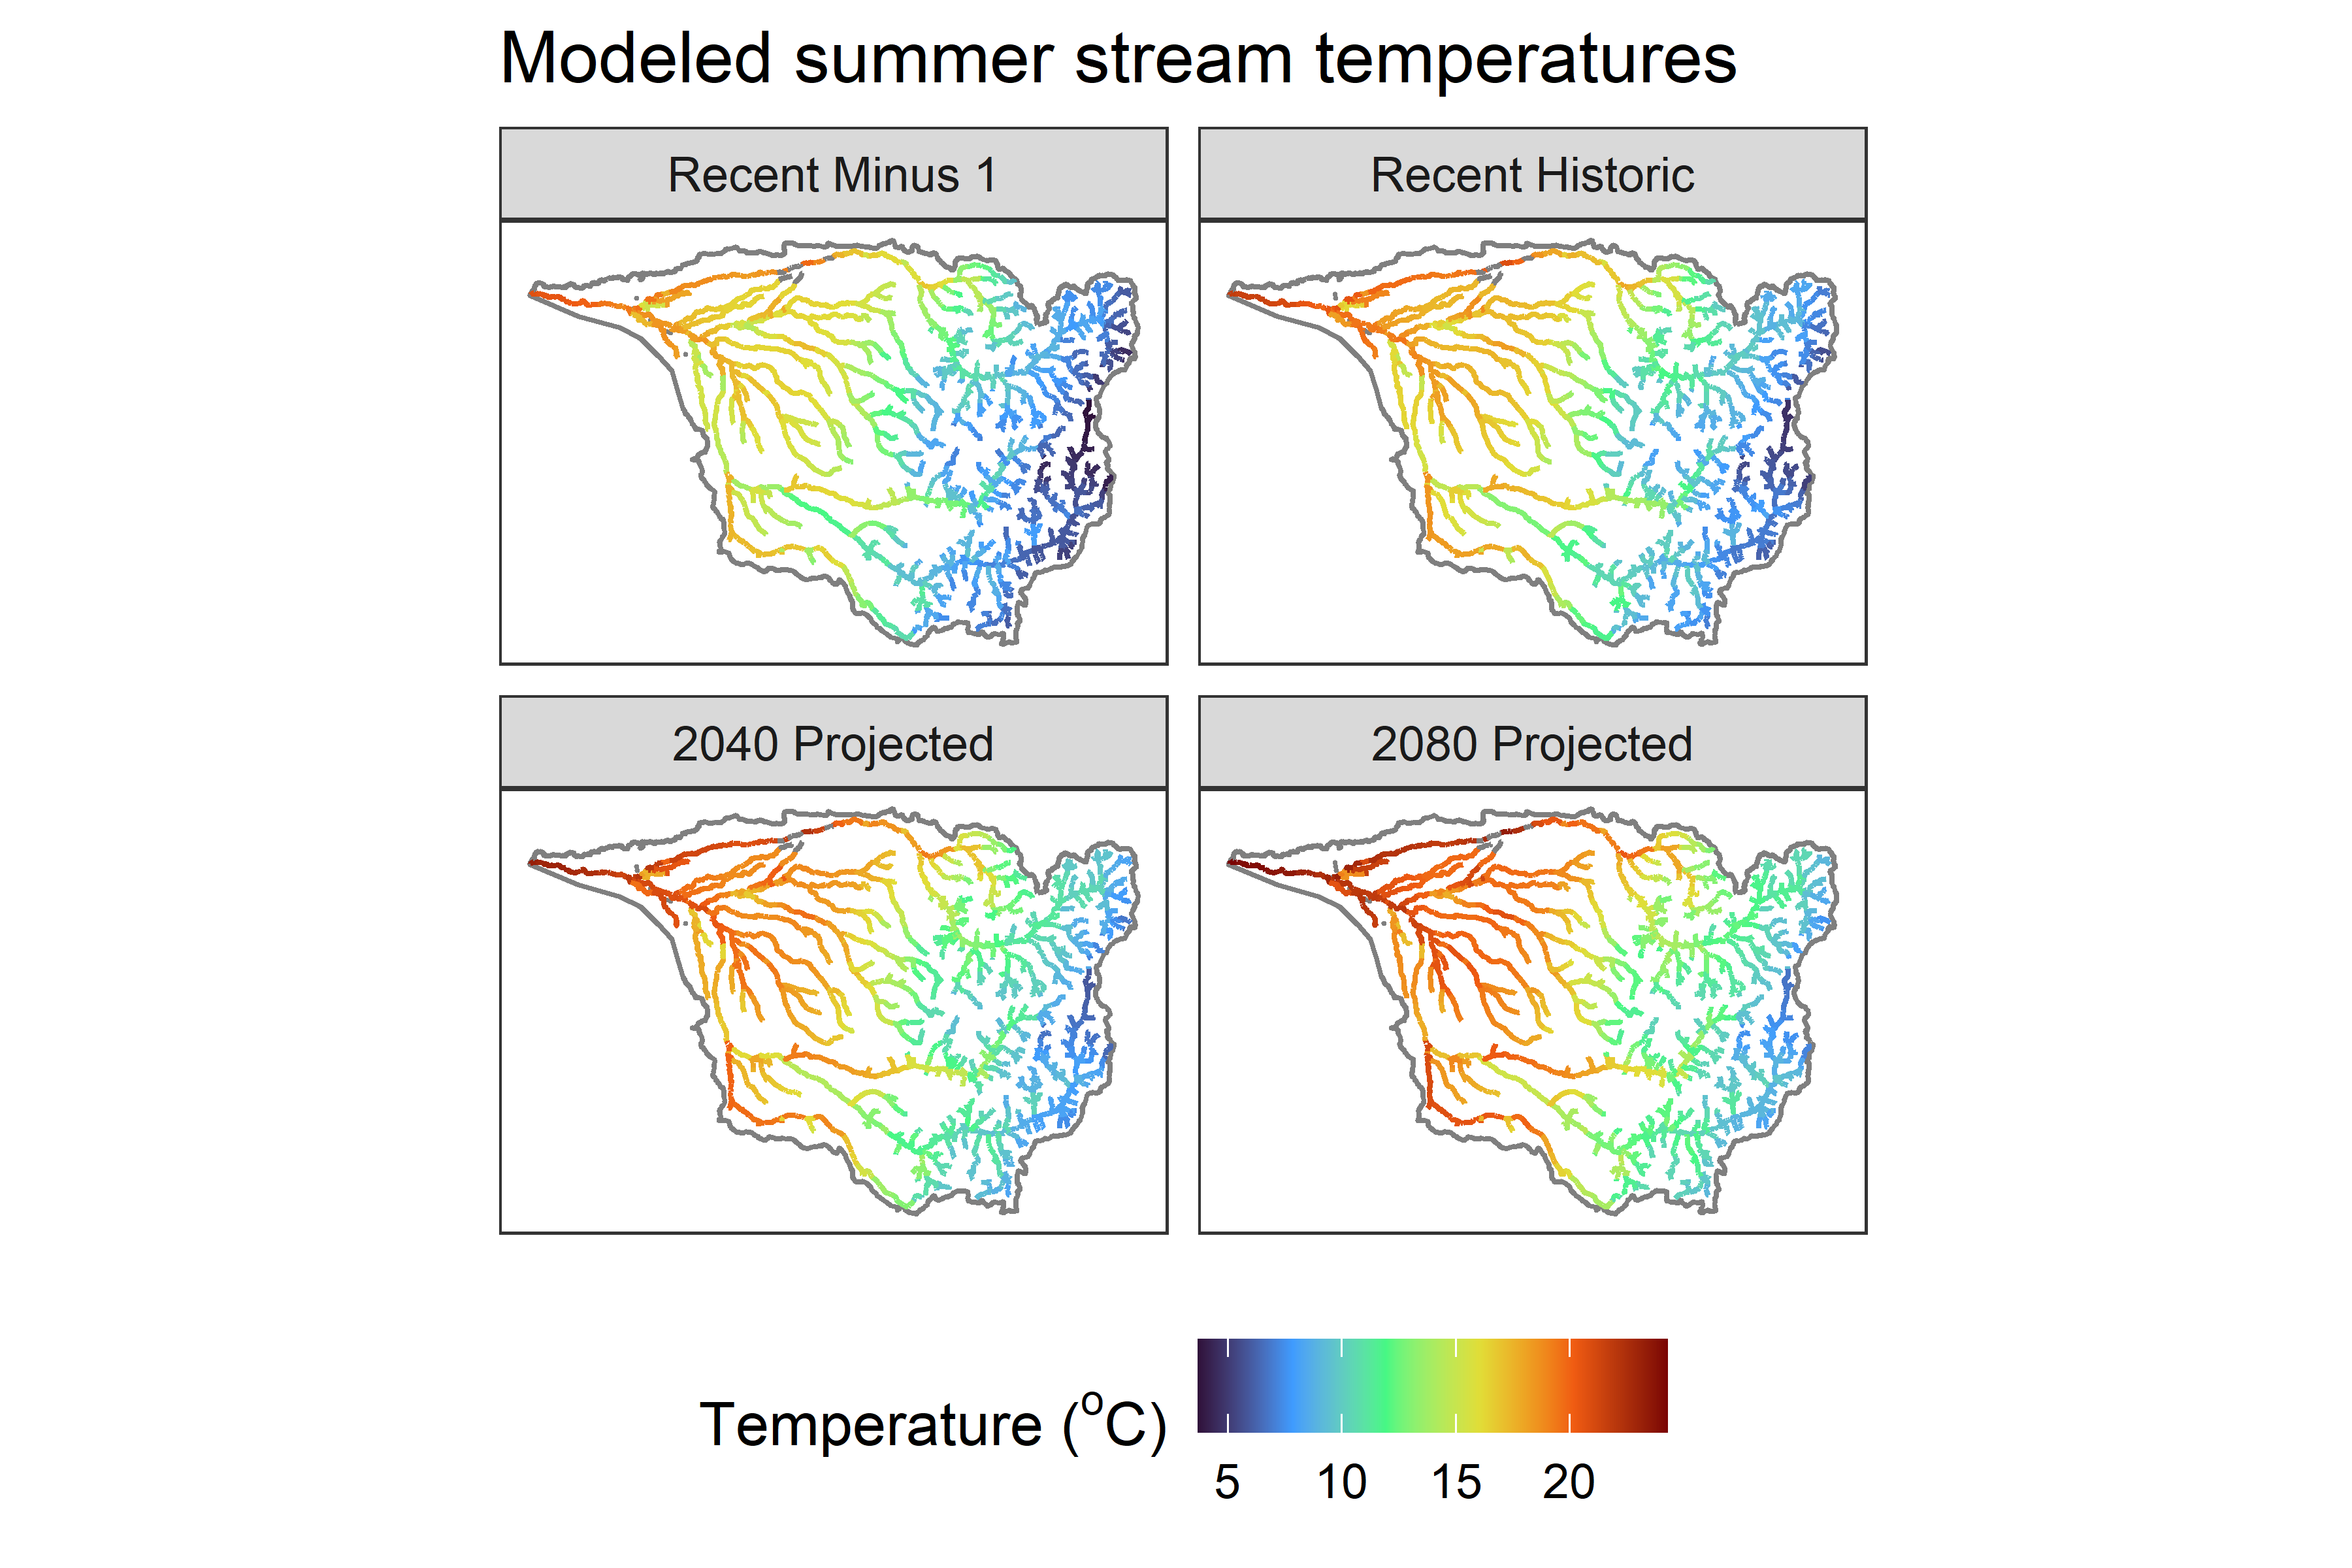 Modeled summer stream temperatures
Recent Minus 1
Recent Historic
2040 Projected
2080 Projected
Temperature (°C)
5 10 15 20